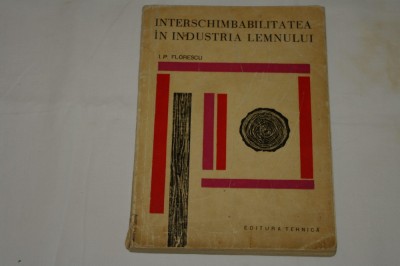 INTERSCHIMBABILITATEA
ÎN INDUSTRIA LEMNULUI
I. P. FLORESCU
EDITURA TEHNICĂ